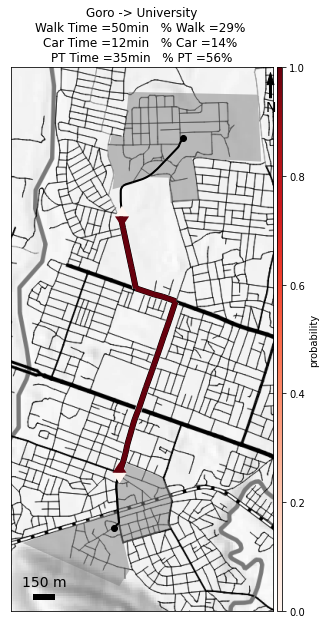 Goro -> University
Walk Time =50min   % Walk =29%
Car Time =12min   % Car =14%
PT Time =35min   % PT =56%
N
150 m
1.0
0.8
0.6
0.4
0.2
0.0
probability